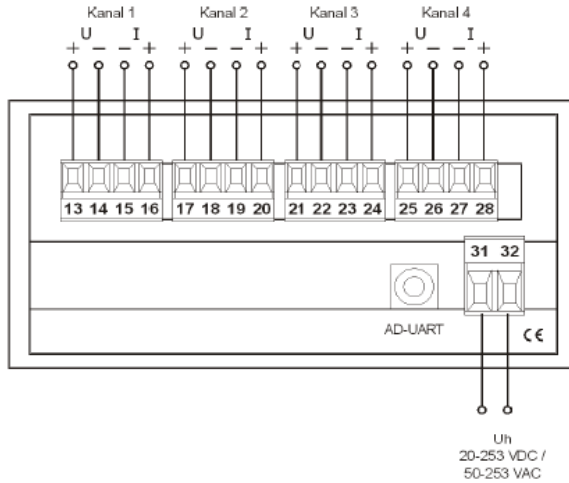 Kanal 1 Kanal 2 Kanal 3 Kanal 4
U I U I U I U I
+ − − + + − − + + − − + + − − +
13 14 15 16 17 18 19 20 21 22 23 24 25 26 27 28
31 32
AD-UART
CE
Uh
20-253 VDC /
50-253 VAC